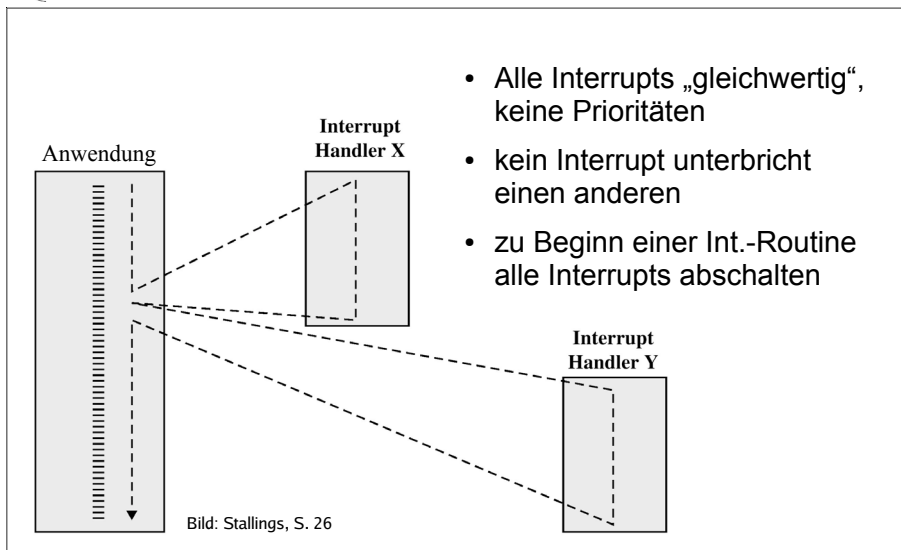 Anwendung
Interrupt
Handler X
• Alle Interrupts „gleichwertig“,
keine Prioritäten
• kein Interrupt unterbricht
einen anderen
• zu Beginn einer Int.-Routine
alle Interrupts abschalten
Interrupt
Handler Y
Bild: Stallings, S. 26